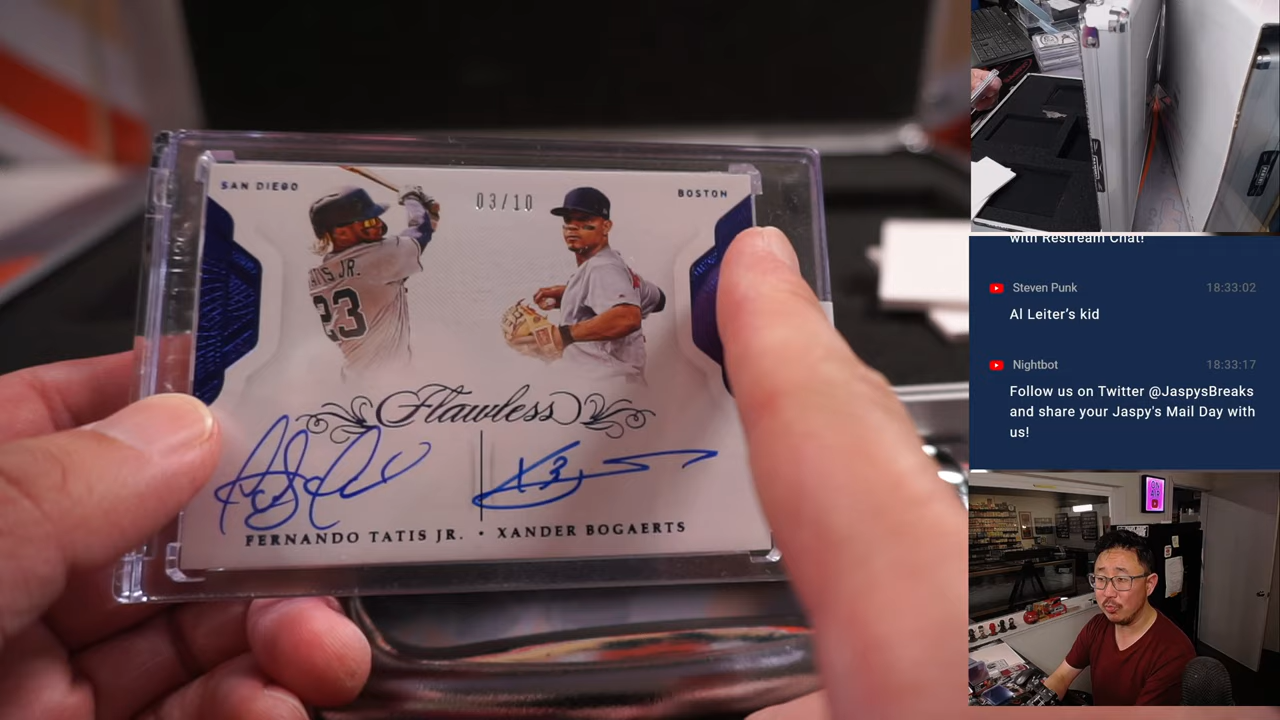 SAN DIEGO
03/10
BOSTON
TATIS JR.
23
Flawless
FERNANDO TATIS JR. • XANDER BOGAERTS
with Restream Chat!
Steven Punk 18:33:02
Al Leiter's kid
Nightbot 18:33:17
Follow us on Twitter @JaspysBreaks
and share your Jaspy's Mail Day with
us!